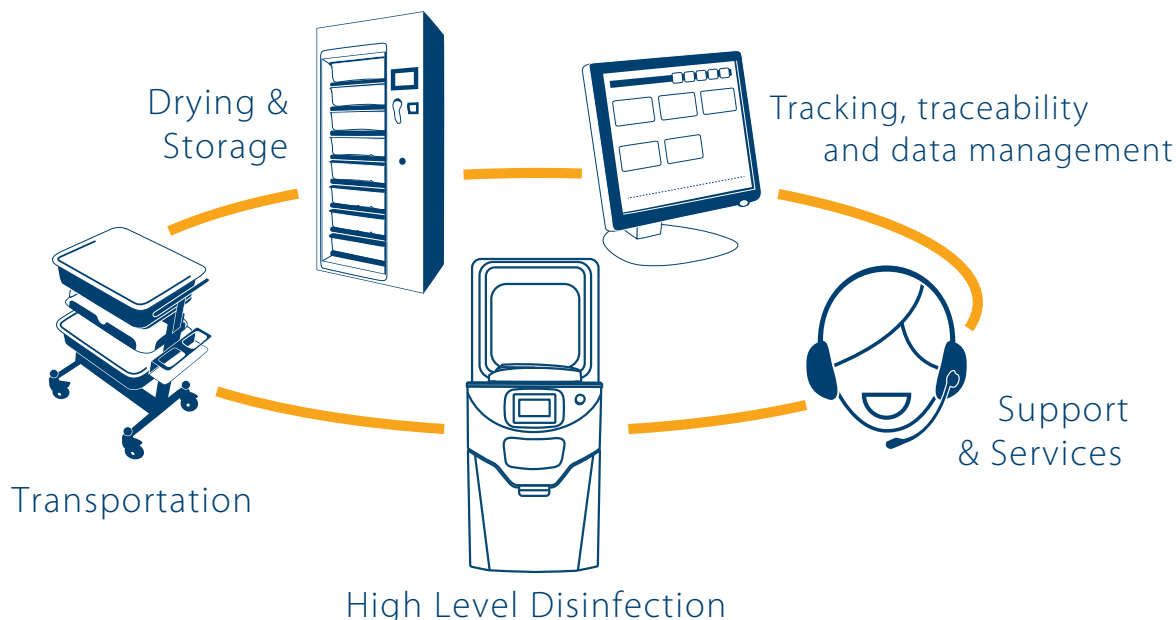 Drying &
Storage
Tracking, traceability
and data management
Support
& Services
Transportation
High Level Disinfection